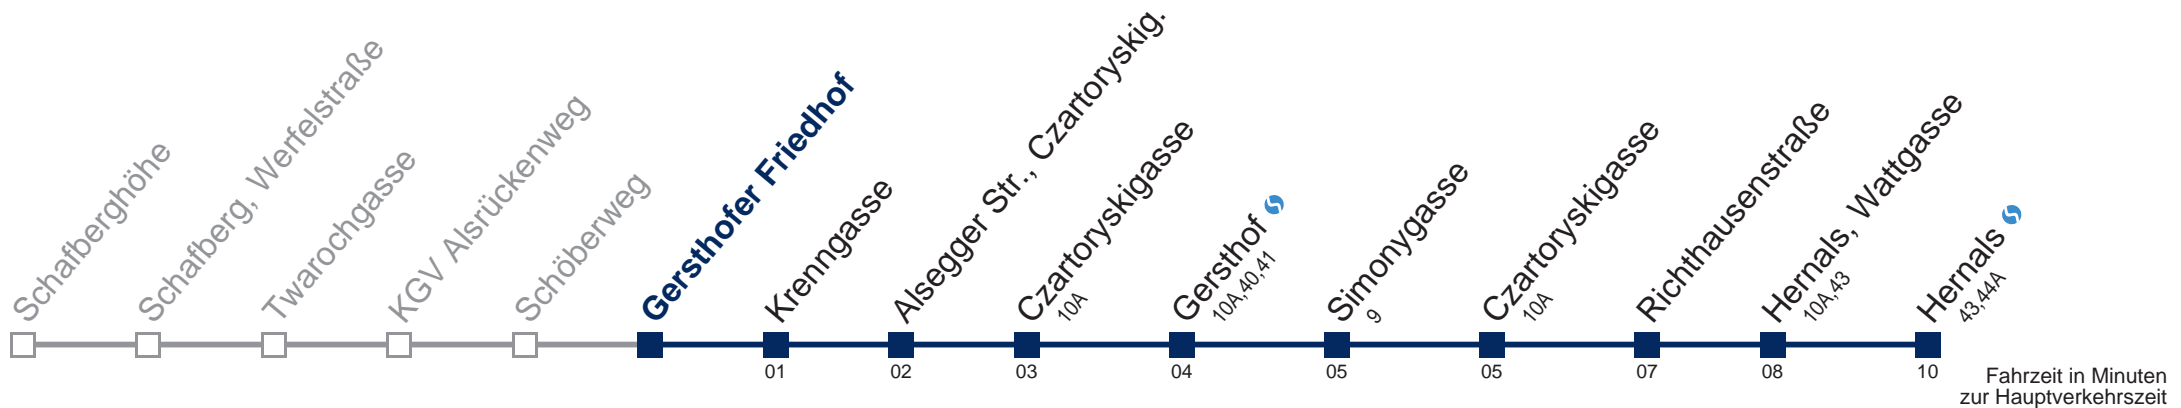 Schafberghöhe
Schafberg, Werfelstraße
Twarochgasse
KGV Alsrückenweg
Schöberweg
Gersthofer Friedhof
Krenngasse
01
Alsegger Str., Czartoryskig.
02
Czartoryskigasse
10A
03
Gersthof
10A,40,41
04
Simonygasse
9
05
Czartoryskigasse
10A
05
Richthausenstraße
07
Hernals, Wattgasse
10A,43
08
Hernals
43,44A
10
Fahrzeit in Minuten
zur Hauptverkehrszeit